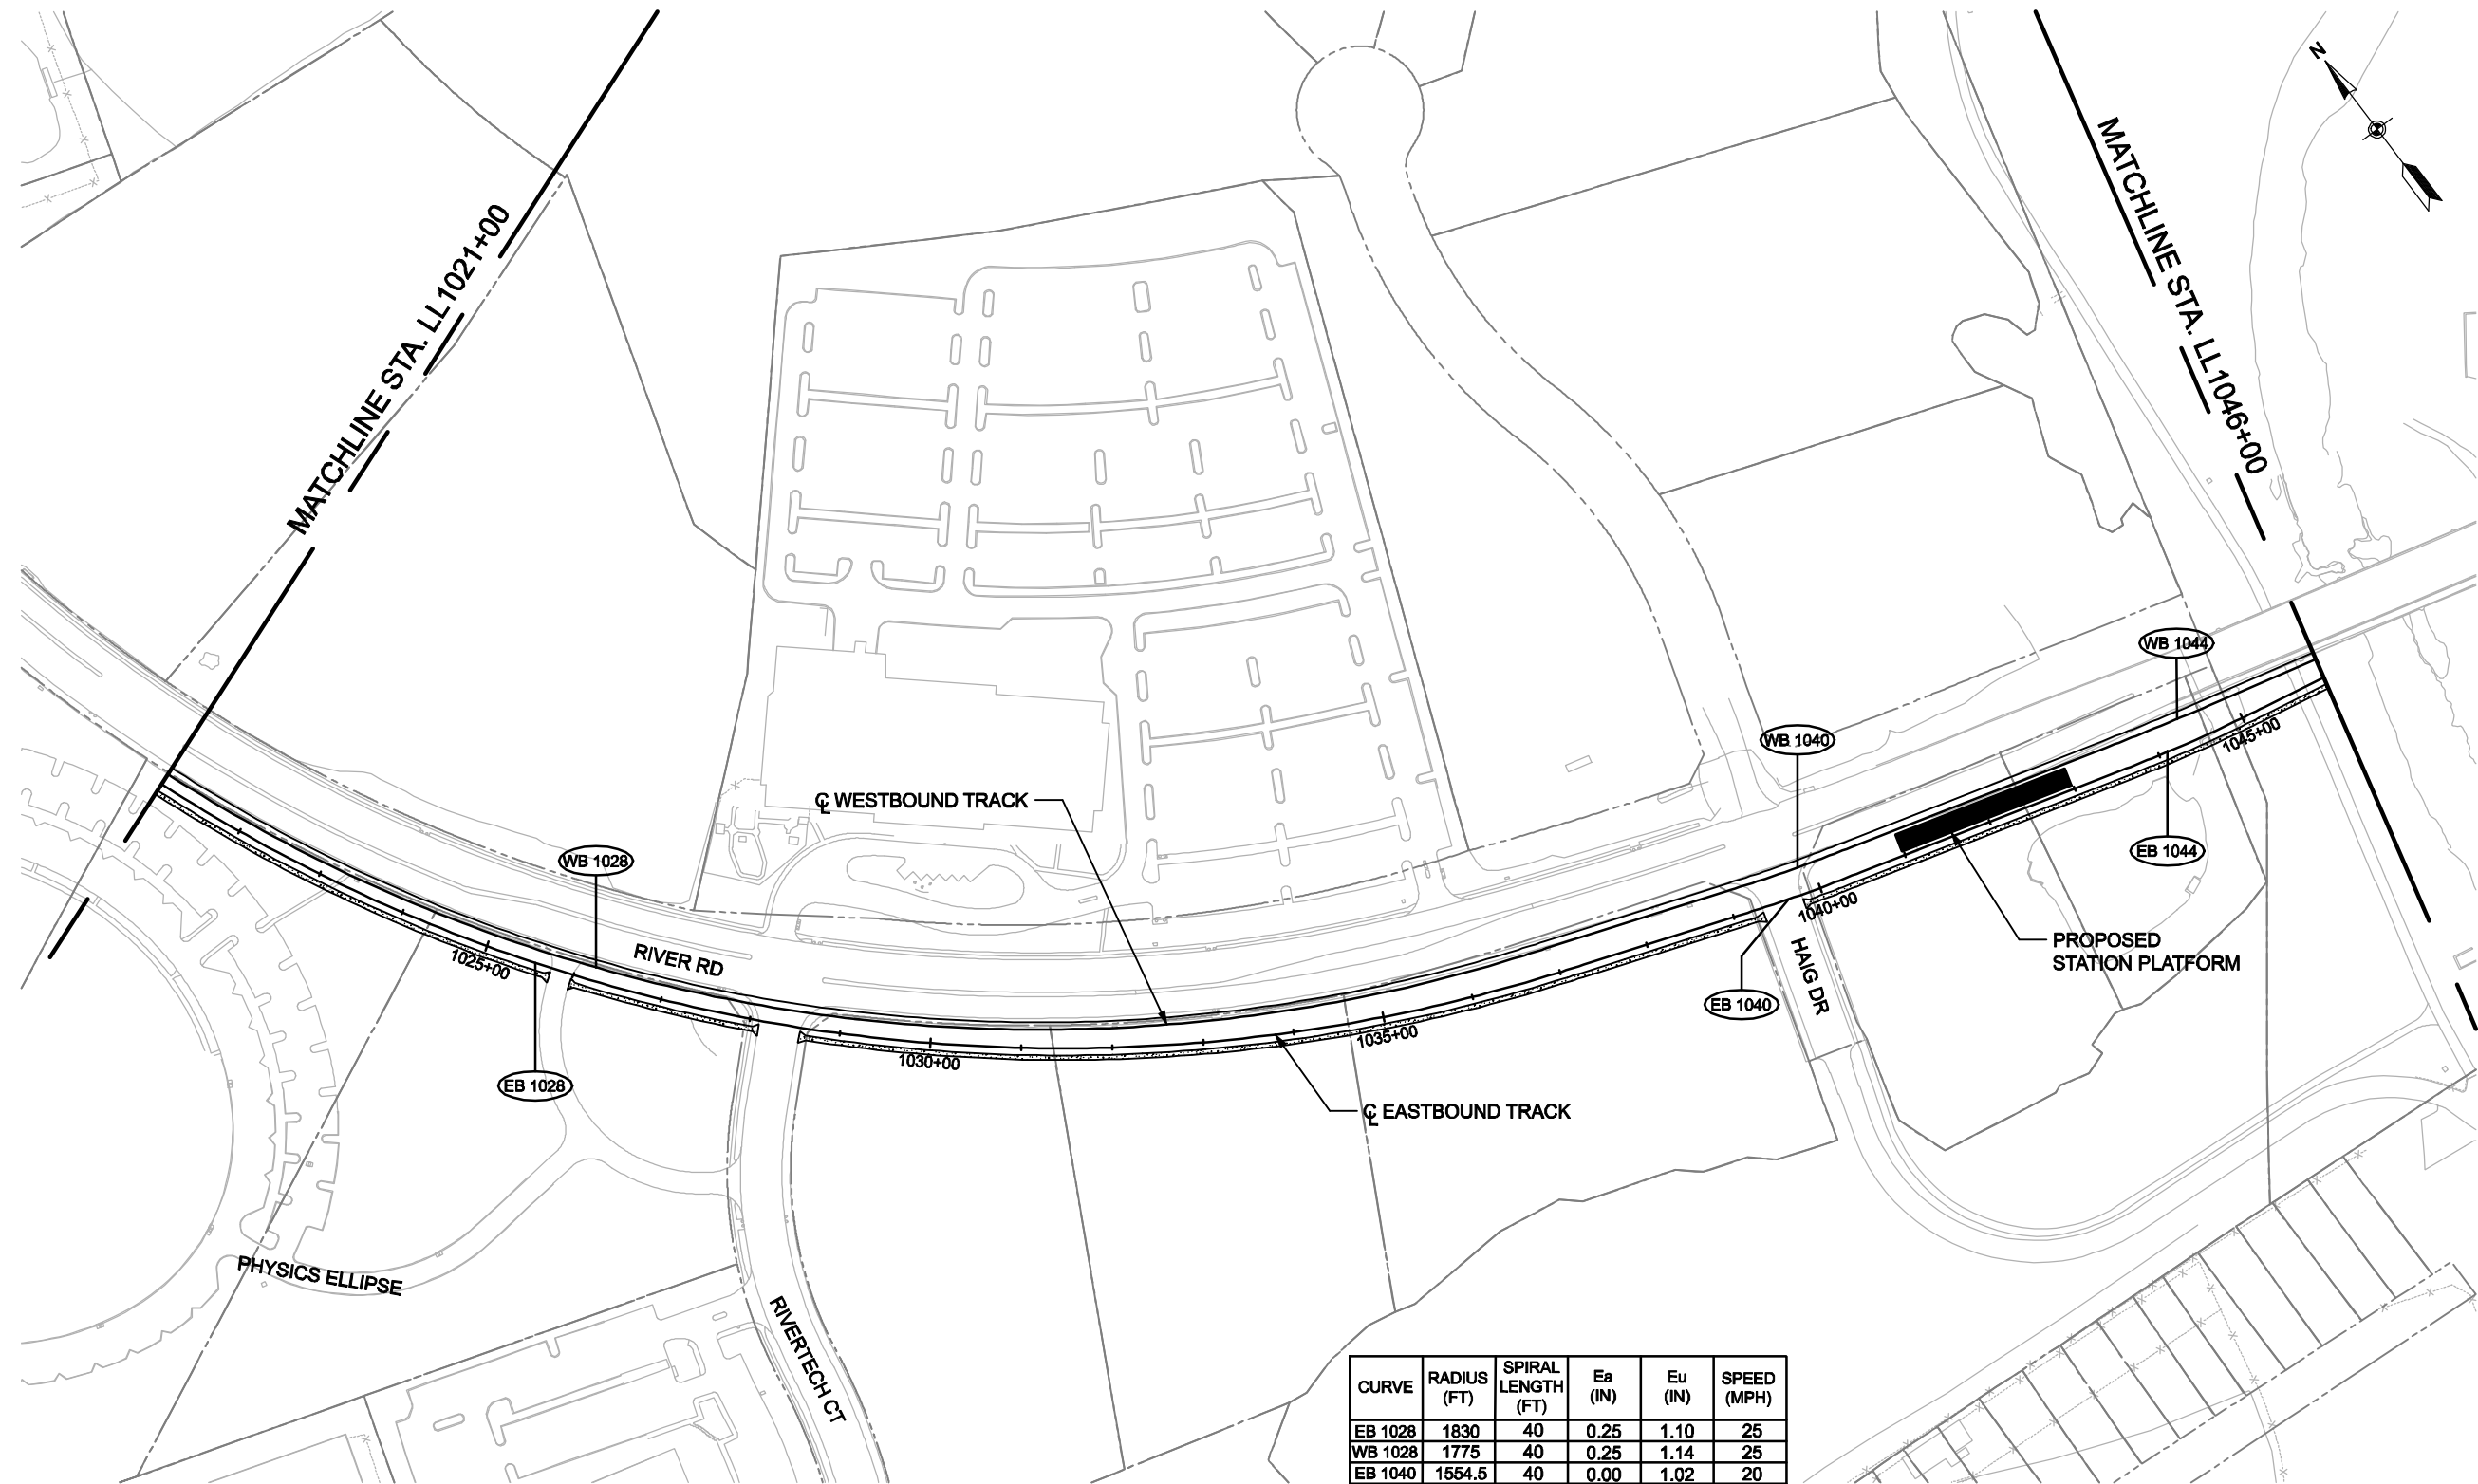 N
MATCHLINE STA. LL1021+00
MATCHLINE STA. LL1046+00
WB 1044
WB 1040
1045+00
℄ WESTBOUND TRACK
EB 1044
WB 1028
1040+00
PROPOSED
STATION PLATFORM
RIVER RD
1025+00
HAIG DR
EB 1040
1035+00
1030+00
EB 1028
℄ EASTBOUND TRACK
PHYSICS ELLIPSE
RIVERTECH CT
CURVE RADIUS (FT) SPIRAL LENGTH (FT) Ea (IN) Eu (IN) SPEED (MPH)
EB 1028 1830 40 0.25 1.10 25
WB 1028 1775 40 0.25 1.14 25
EB 1040 1554.5 40 0.00 1.02 20